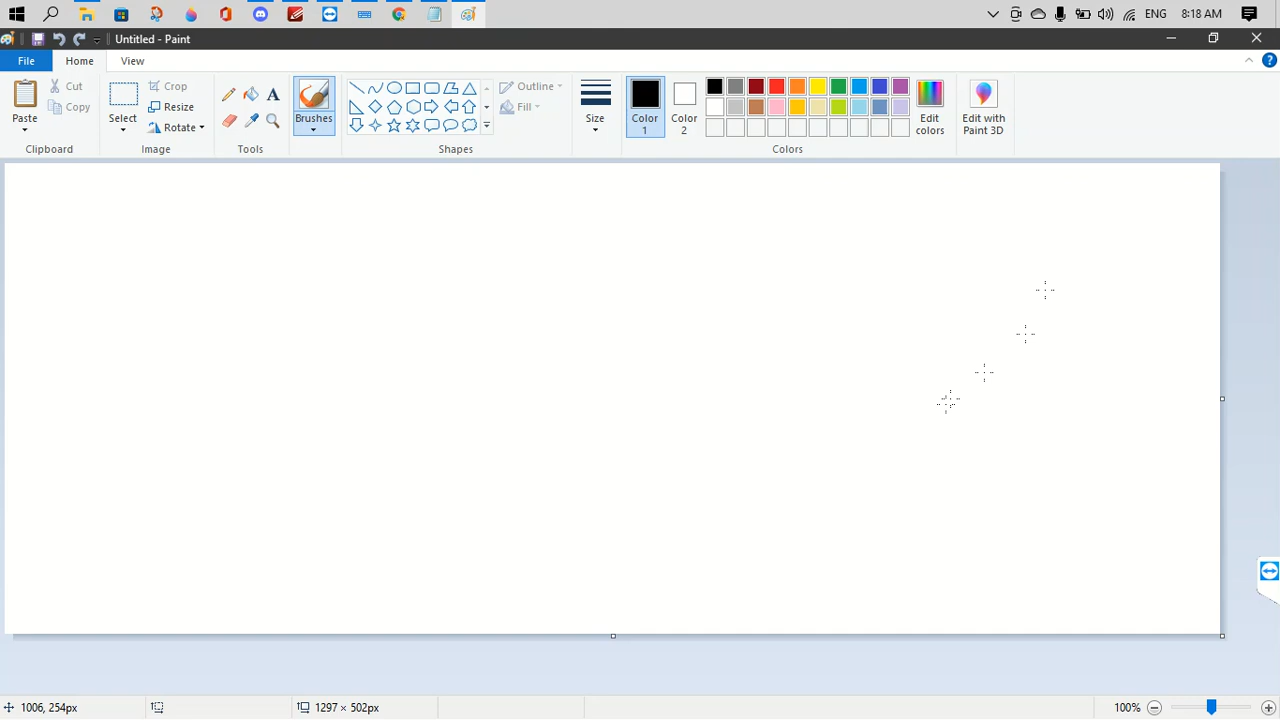 ENG 8:18 AM
Untitled - Paint
File Home View
Paste
Cut
Copy
Clipboard
Select
Crop
Resize
Rotate
Image
A
Tools
Brushes
Shapes
Outline
Fill
Size
Color 1
Color 2
Edit colors
Colors
Edit with Paint 3D
1006, 254px
1297 × 502px
100%